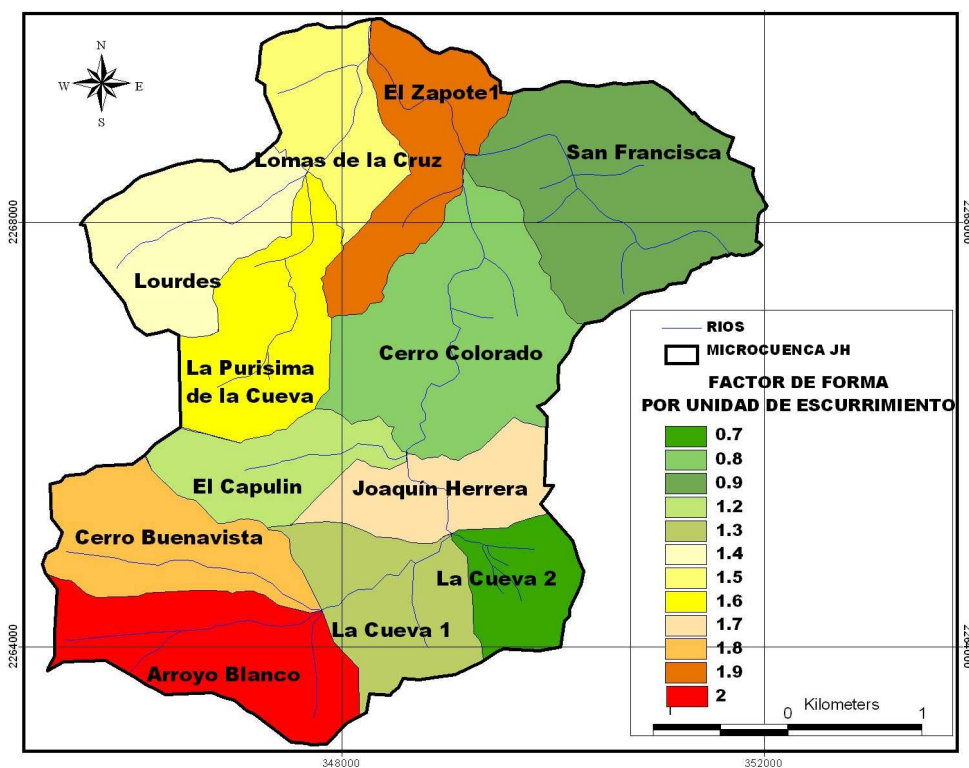 N
W E
S
El Zapote1
San Francisca
Lomas de la Cruz
2268000
2268000
Lourdes
Cerro Colorado
La Purisima
de la Cueva
El Capulin
Joaquín Herrera
Cerro Buenavista
La Cueva 2
La Cueva 1
Arroyo Blanco
2264000
2264000
RIOS
MICROCUENCA JH
FACTOR DE FORMA
POR UNIDAD DE ESCURRIMIENTO
0.7
0.8
0.9
1.2
1.3
1.4
1.5
1.6
1.7
1.8
1.9
2
0 Kilometers 1
348000
352000